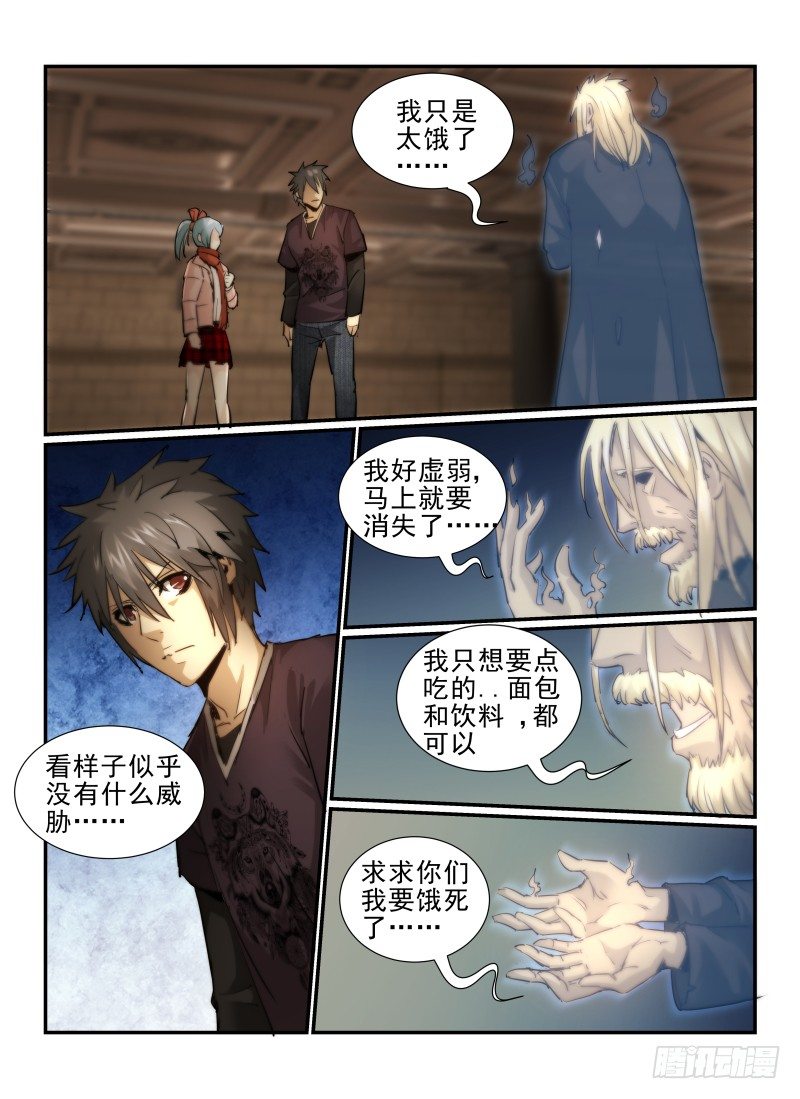 我只是
太饿了
……
我好虚弱，
马上就要
消失了……
我只想要点
吃的..面包
和饮料，都
可以
看样子似乎
没有什么威
胁……
求求你们
我要饿死
了……
腾讯动漫